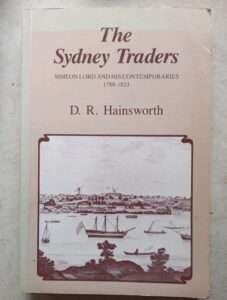 The
Sydney Traders
SIMEON LORD AND HIS CONTEMPORARIES
1788-1821
D. R. Hainsworth